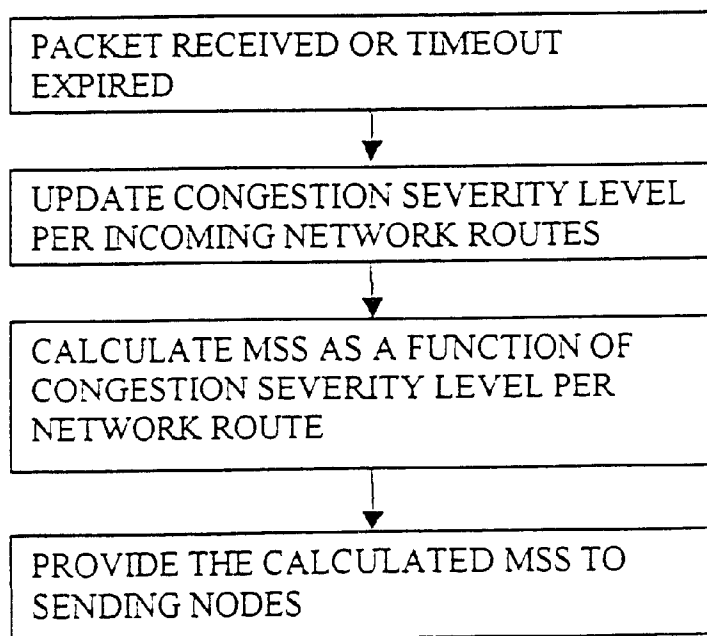 PACKET RECEIVED OR TIMEOUT
EXPIRED
UPDATE CONGESTION SEVERITY LEVEL
PER INCOMING NETWORK ROUTES
CALCULATE MSS AS A FUNCTION OF
CONGESTION SEVERITY LEVEL PER
NETWORK ROUTE
PROVIDE THE CALCULATED MSS TO
SENDING NODES